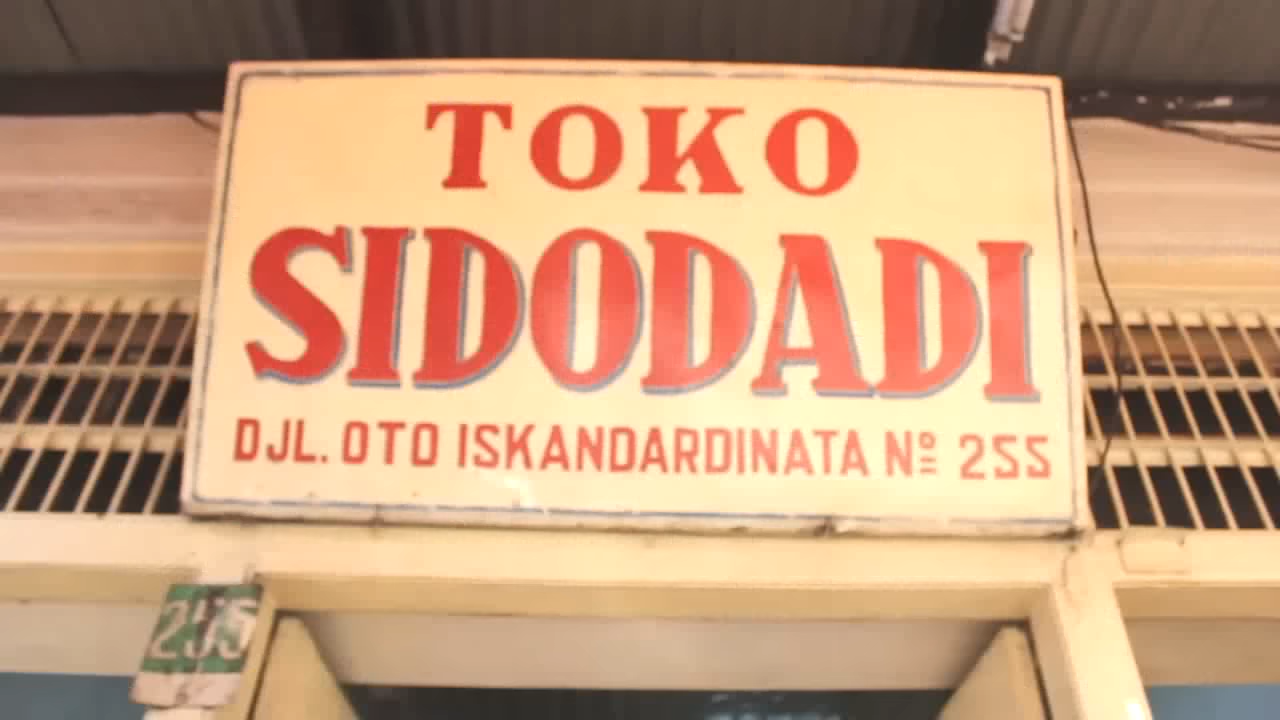 TOKO
SIDODADI
DJL. OTO ISKANDARDINATA Nº 255
255